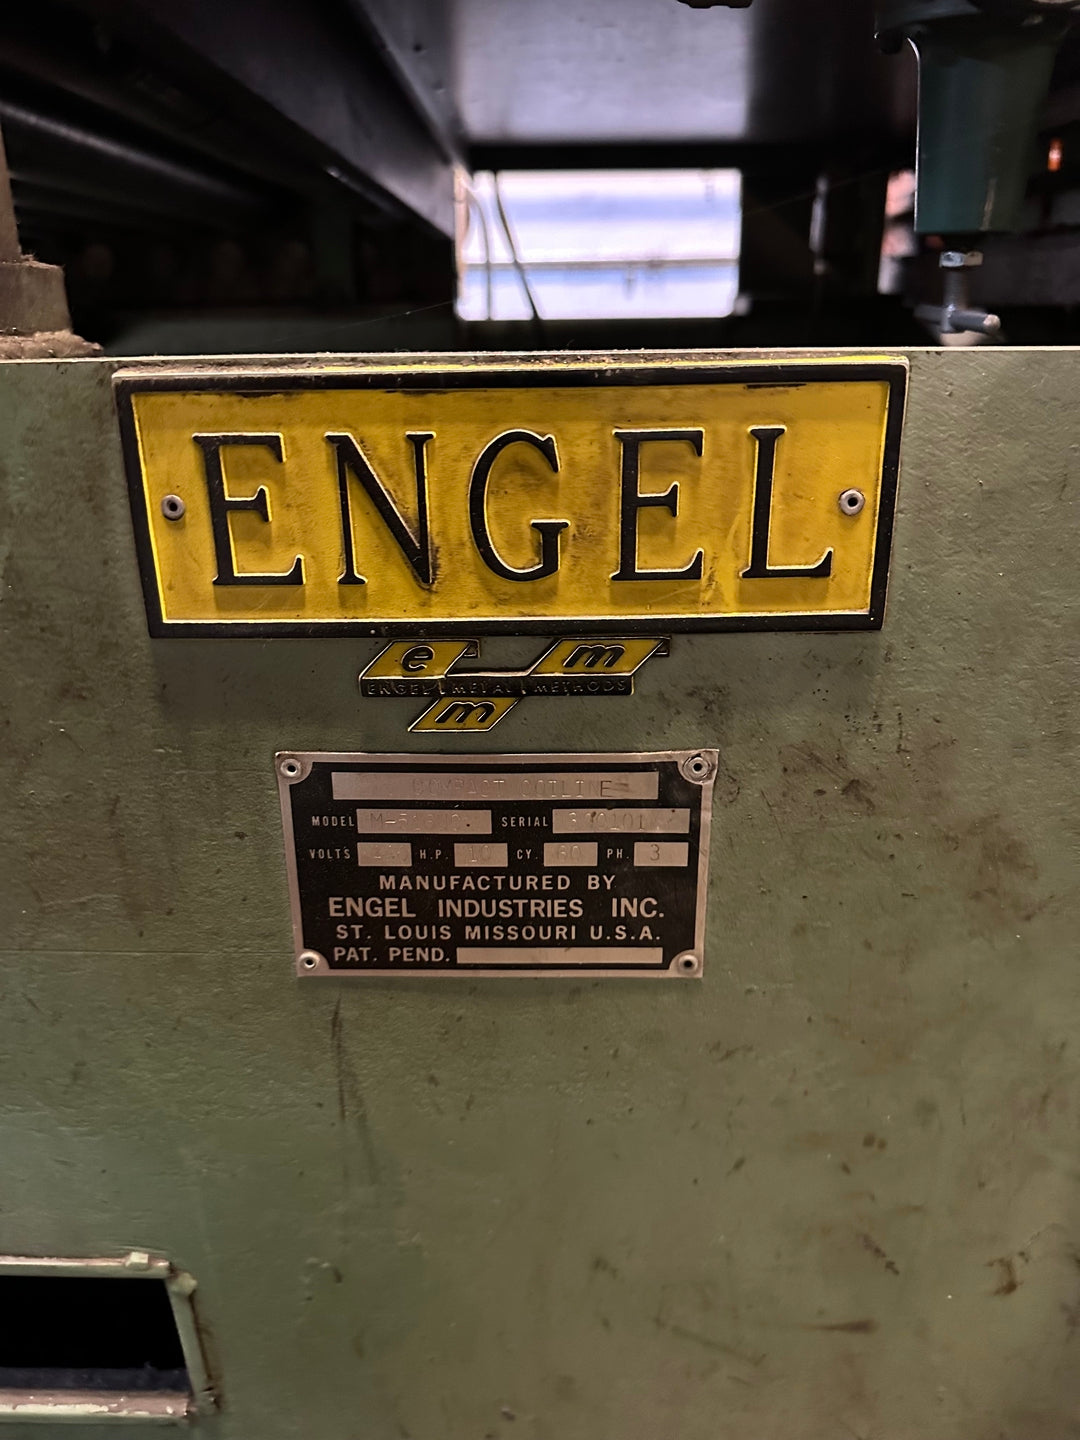 ENGEL
e m
ENGEL METAL METHODS
m
COMPACT COILINE
MODEL SERIAL
VOLTS H.P. 10 CY. 60 PH. 3
MANUFACTURED BY
ENGEL INDUSTRIES INC.
ST. LOUIS MISSOURI U.S.A.
PAT. PEND.